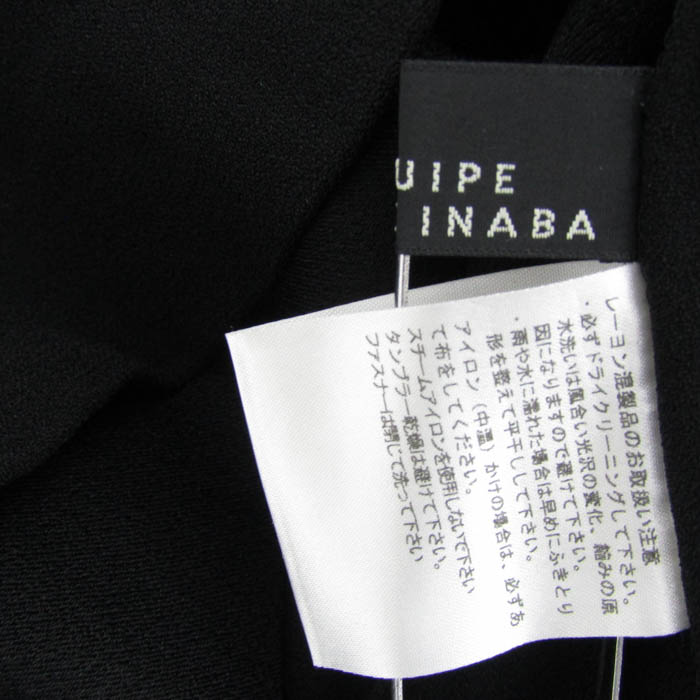 UIPE
INABA
レーヨン混製品のお取扱い注意
・必ずドライクリーニングして下さい。
水洗いは風合い光沢の変化、縮みの原
因になりますので避けて下さい。
・雨や水に濡れた場合は早めにふきとり
形を整えて平干しして下さい。
アイロン（中温）かけの場合は、必ずあ
て布をしてください。
スチームアイロンを使用しないで下さい
タンブラー乾燥は避けて下さい。
ファスナーは閉じて洗って下さい